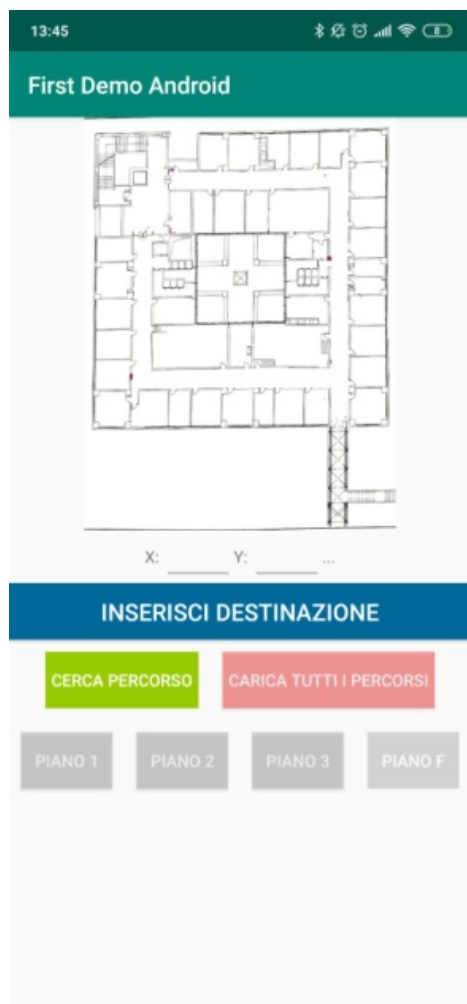 13:45
First Demo Android
X: Y: ...
INSERISCI DESTINAZIONE
CERCA PERCORSO CARICA TUTTI I PERCORSI
PIANO 1 PIANO 2 PIANO 3 PIANO F